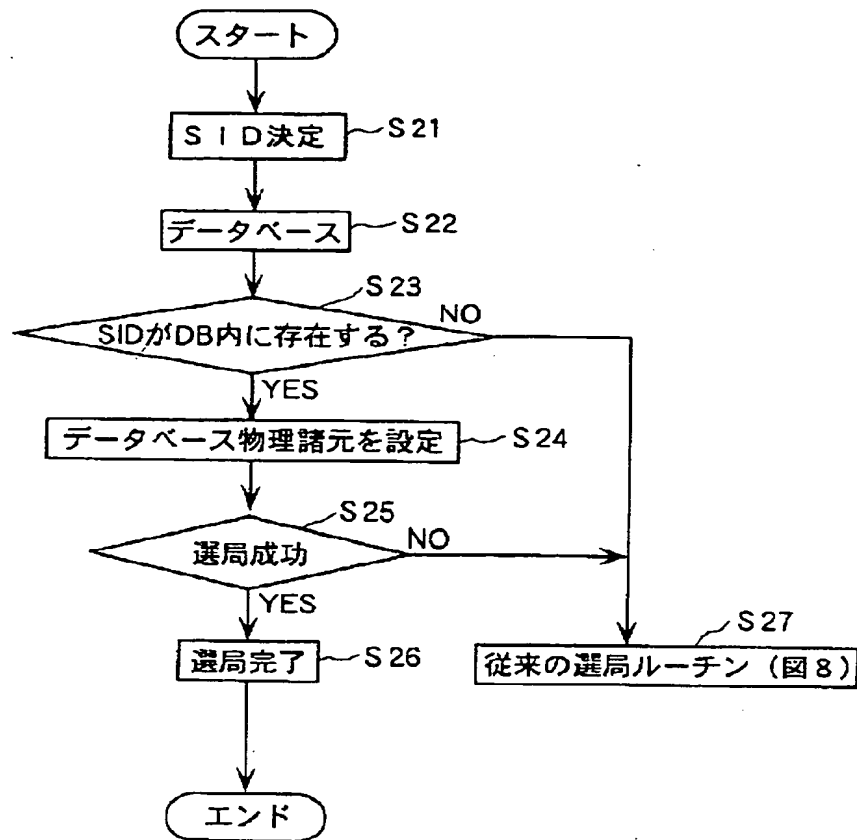 スタート
SID決定 S21
データベース S22
S23
SIDがDB内に存在する? NO
YES
データベース物理諸元を設定 S24
S25
選局成功 NO
YES
S27
選局完了 S26
従来の選局ルーチン(図8)
エンド